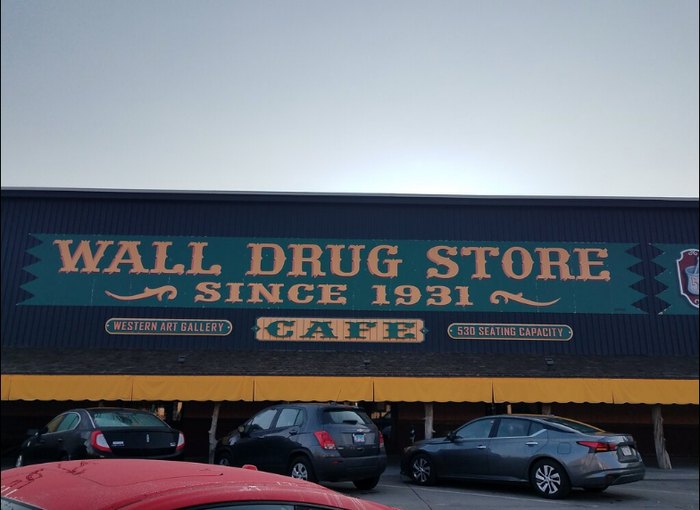 WALL DRUG STORE
SINCE 1931
WESTERN ART GALLERY
CAFE
530 SEATING CAPACITY